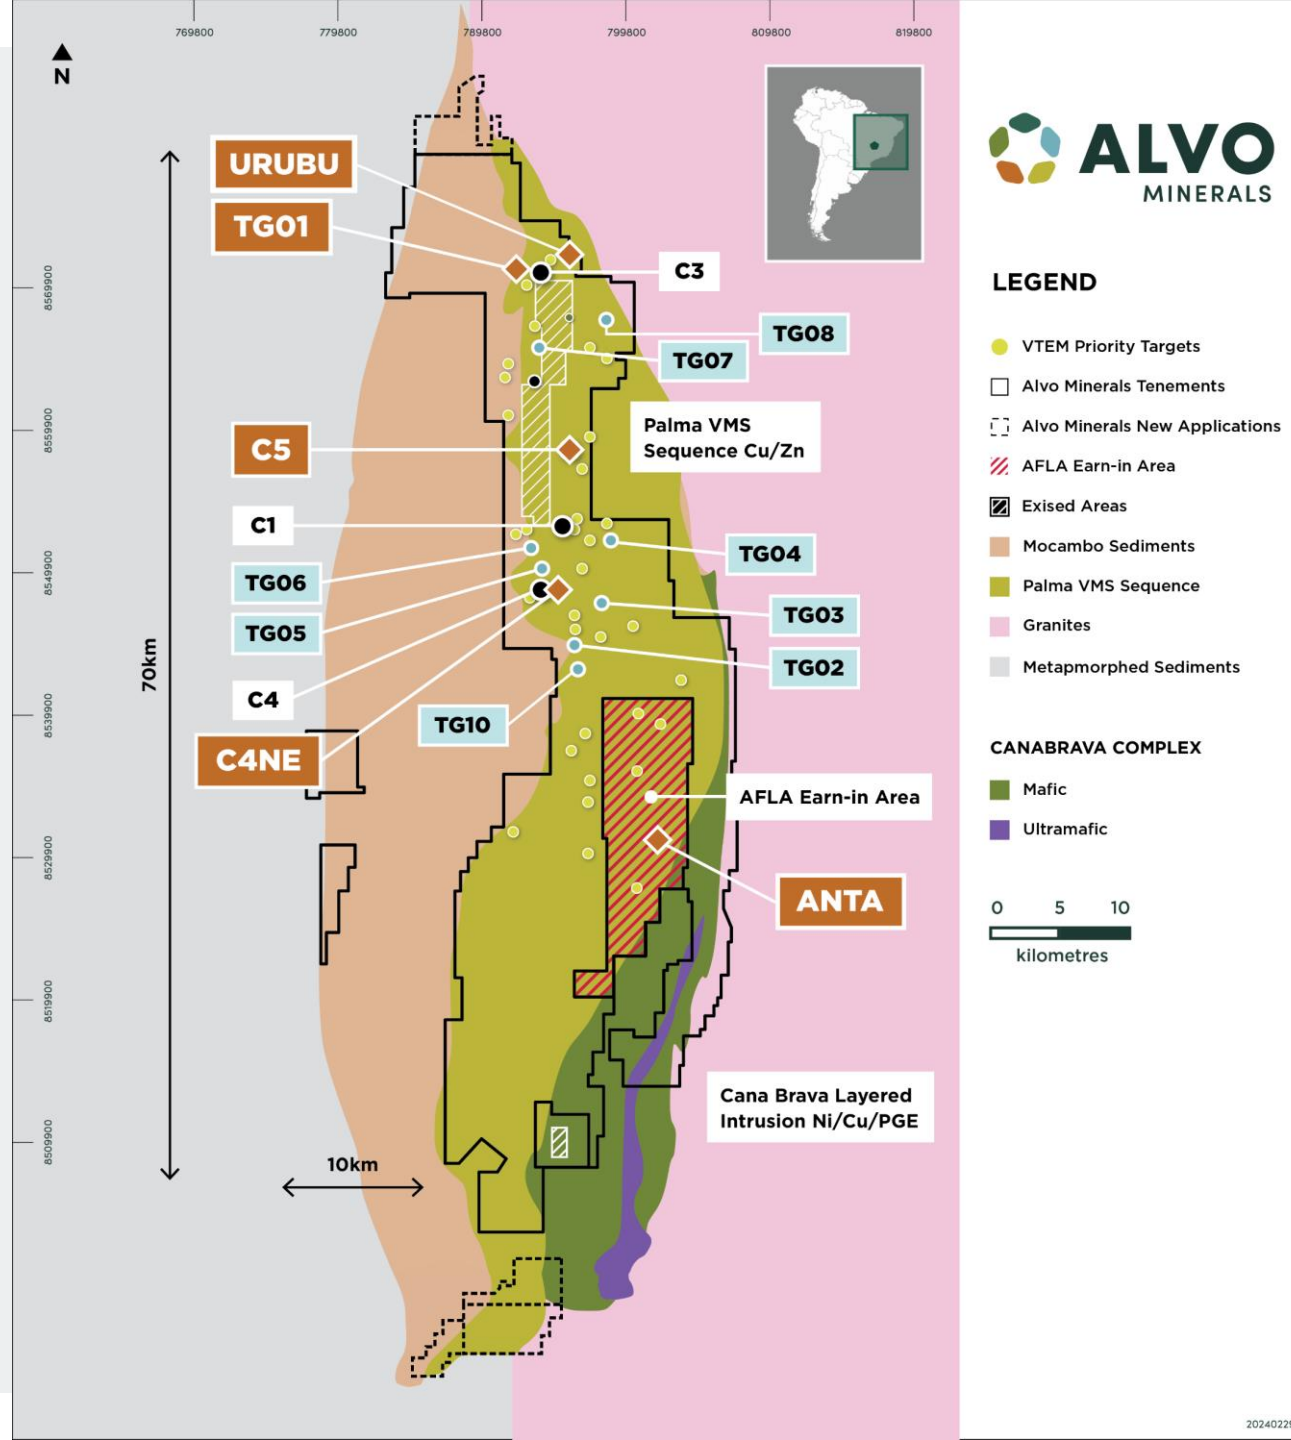 769800 779800 789800 799800 809800 819800
N
URUBU
TG01
C3
TG08
TG07
8569900
Palma VMS
Sequence Cu/Zn
8559900
C5
C1
TG04
TG06
8549900
TG03
TG05
TG02
70km
C4
TG10
8539900
C4NE
AFLA Earn-in Area
8529900
ANTA
8519900
Cana Brava Layered
Intrusion Ni/Cu/PGE
8509900
10km
ALVO
MINERALS
LEGEND
VTEM Priority Targets
Alvo Minerals Tenements
Alvo Minerals New Applications
AFLA Earn-in Area
Exised Areas
Mocambo Sediments
Palma VMS Sequence
Granites
Metapmorphed Sediments
CANABRAVA COMPLEX
Mafic
Ultramafic
0 5 10
kilometres
20240229